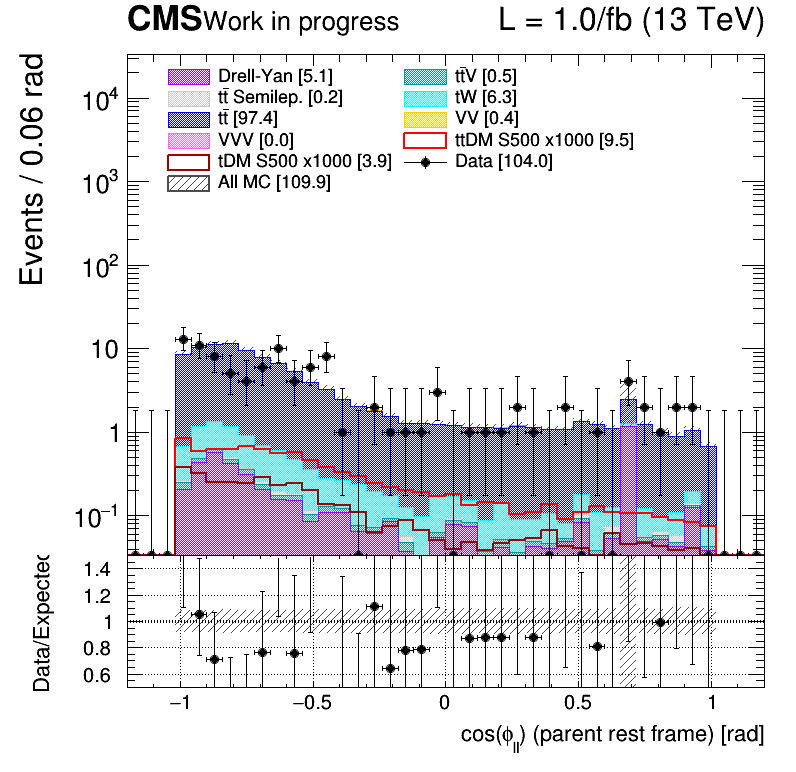 CMS Work in progress L = 1.0/fb (13 TeV)
Events / 0.06 rad
Drell-Yan [5.1] tt̄V [0.5]
tt̄ Semilep. [0.2] tW [6.3]
tt̄ [97.4] VV [0.4]
VVV [0.0] ttDM S500 x1000 [9.5]
tDM S500 x1000 [3.9] Data [104.0]
All MC [109.9]
10⁴
10³
10²
10
1
10⁻¹
Data/Expected
1.4
1.2
1
0.8
0.6
−1 −0.5 0 0.5 1
cos(ϕ_ll) (parent rest frame) [rad]